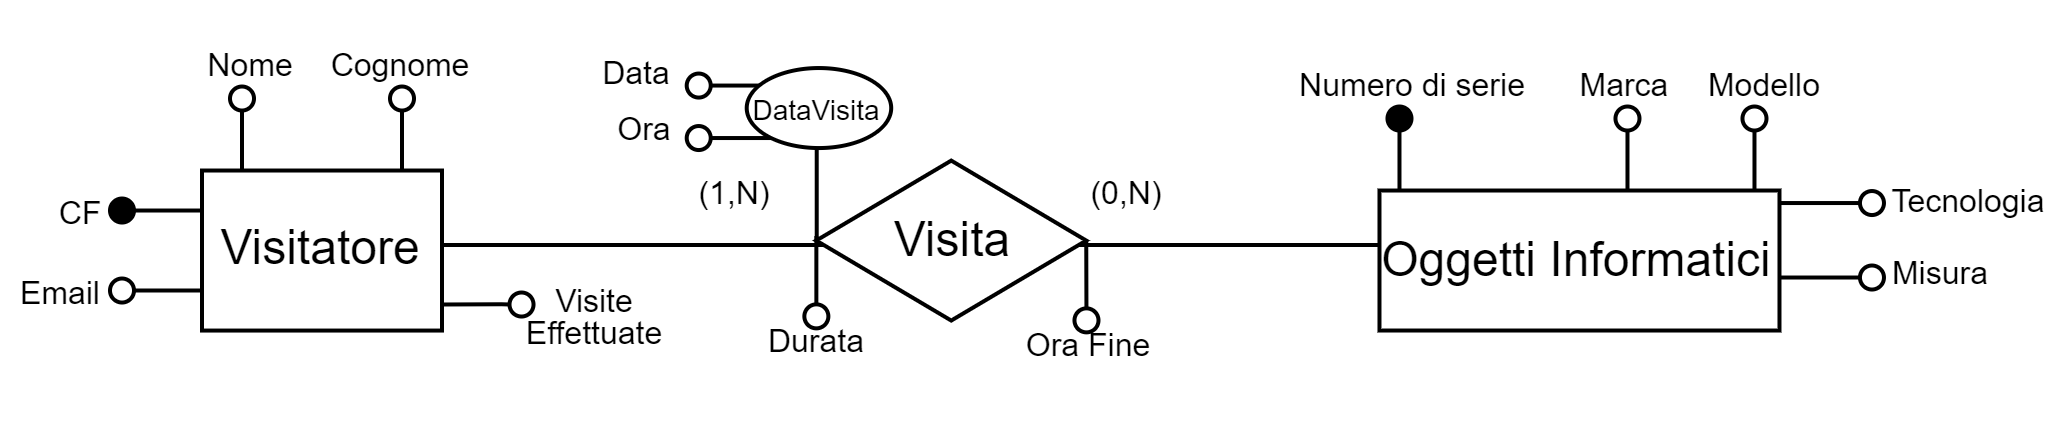 Nome
Cognome
CF
Email
Visitatore
Visite
Effettuate
Data
Ora
DataVisita
(1,N)
Visita
(0,N)
Durata
Ora Fine
Numero di serie
Marca
Modello
Oggetti Informatici
Tecnologia
Misura